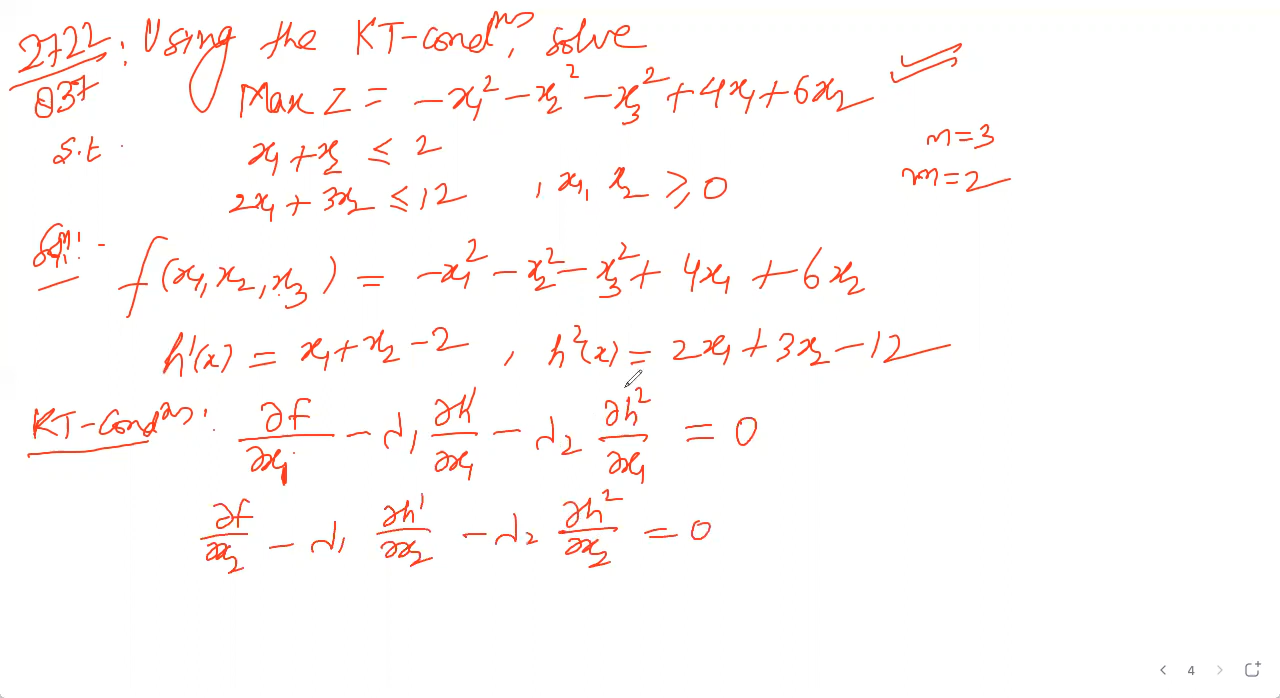 2722/Q37 : Using the KT-condⁿˢ, solve
Max Z = -x₁² - x₂² - x₃² + 4x₁ + 6x₂
s.t x₁ + x₂ ≤ 2
n=3
2x₁ + 3x₂ ≤ 12 , x₁, x₂ ≥ 0
m=2
Solⁿ:- f(x₁, x₂, x₃) = -x₁² - x₂² - x₃² + 4x₁ + 6x₂
h¹(x) = x₁ + x₂ - 2 , h²(x) = 2x₁ + 3x₂ - 12
KT-Condⁿˢ: ∂f/∂x₁ - λ₁ ∂h¹/∂x₁ - λ₂ ∂h²/∂x₁ = 0
∂f/∂x₂ - λ₁ ∂h¹/∂x₂ - λ₂ ∂h²/∂x₂ = 0
< 4 >